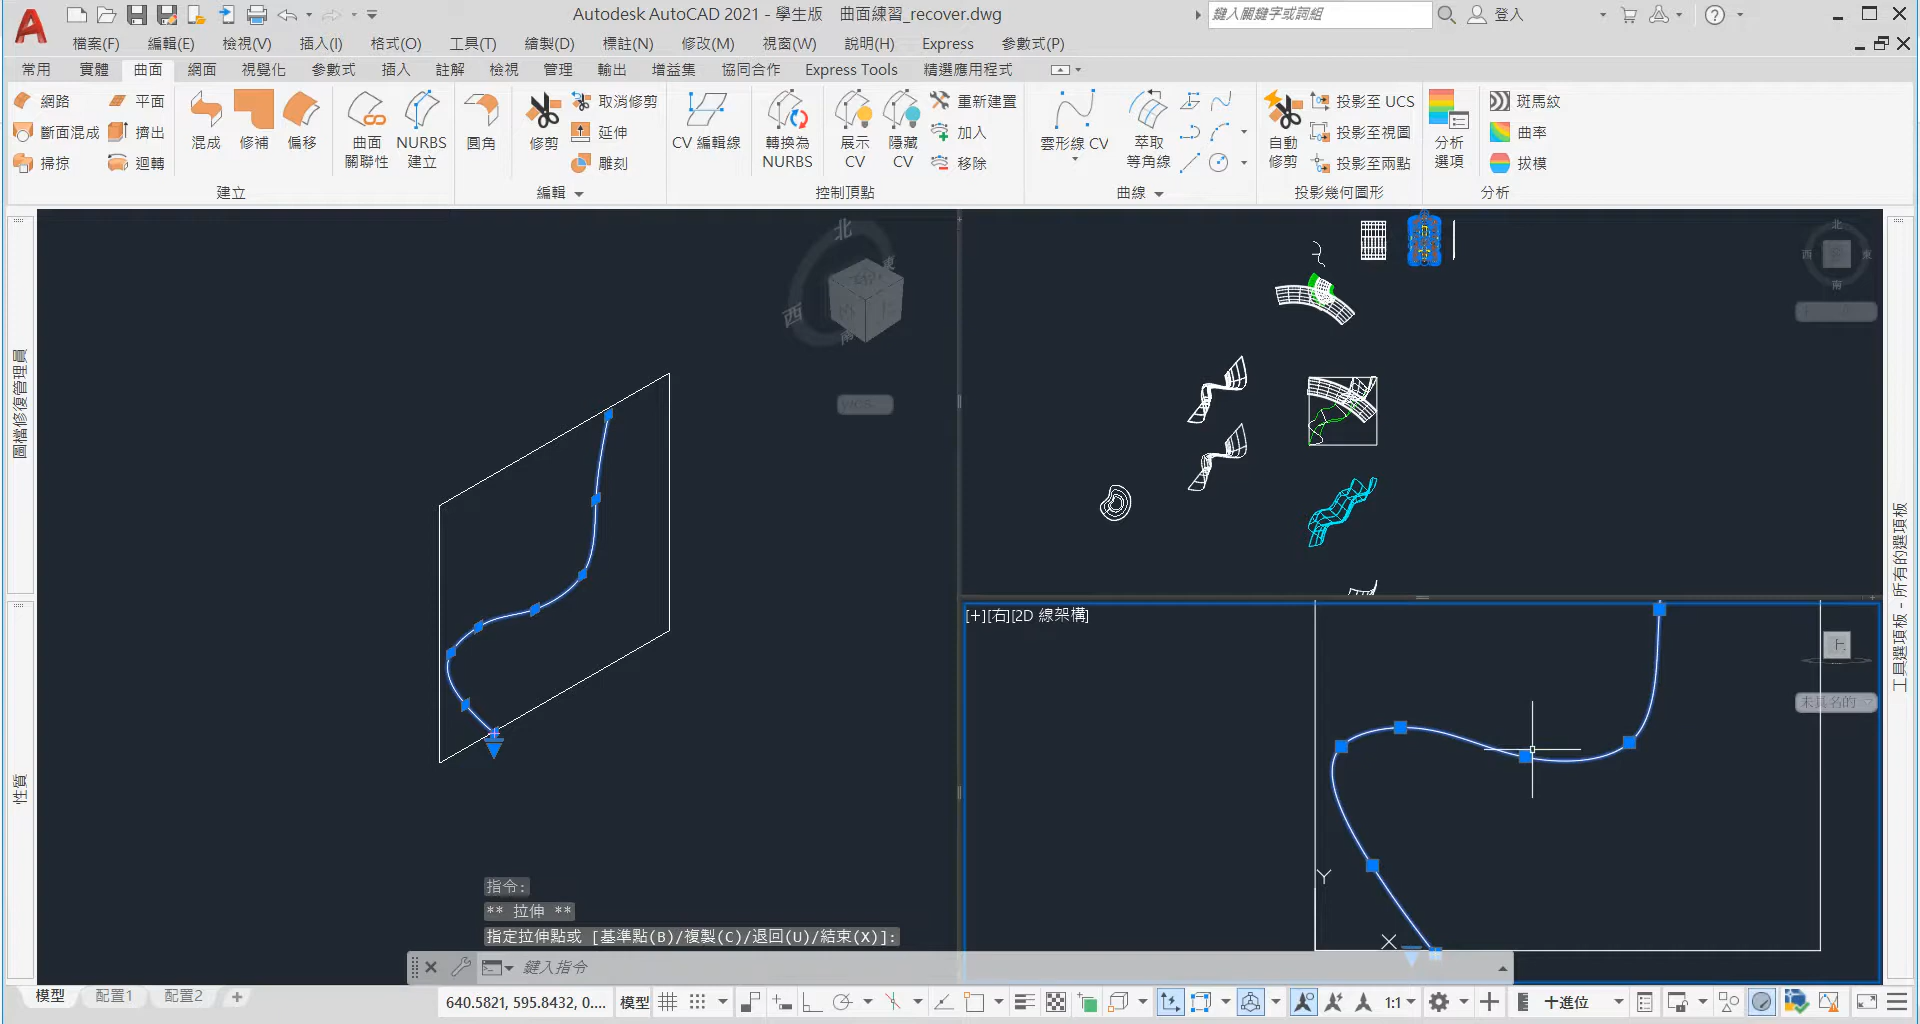 Autodesk AutoCAD 2021 - 學生版 曲面練習_recover.dwg
鍵入關鍵字或詞組
登入
檔案(F) 編輯(E) 檢視(V) 插入(I) 格式(O) 工具(T) 繪製(D) 標註(N) 修改(M) 視窗(W) 說明(H) Express 參數式(P)
常用 實體 曲面 網面 視覺化 參數式 插入 註解 檢視 管理 輸出 增益集 協同合作 Express Tools 精選應用程式
網路 平面
斷面混成 擠出
掃掠 迴轉
混成 修補 偏移
曲面
關聯性
NURBS
建立
建立
圓角
修剪
取消修剪
延伸
雕刻
編輯
CV 編輯線
轉換為
NURBS
展示
CV
隱藏
CV
重新建置
加入
移除
控制頂點
雲形線 CV
萃取
等角線
曲線
自動
修剪
投影至 UCS
投影至視圖
投影至兩點
投影幾何圖形
分析
選項
斑馬紋
曲率
拔模
分析
圖檔修復管理員
性質
工具選項板 - 所有的選項板
北
西
東
南
WCS
北
西
東
南
[+][右][2D 線架構]
上
未具名的
Y
X
指令:
** 拉伸 **
指定拉伸點或 [基準點(B)/複製(C)/退回(U)/結束(X)]:
鍵入指令
模型 配置1 配置2 +
640.5821, 595.8432, 0.... 模型 1:1 十進位